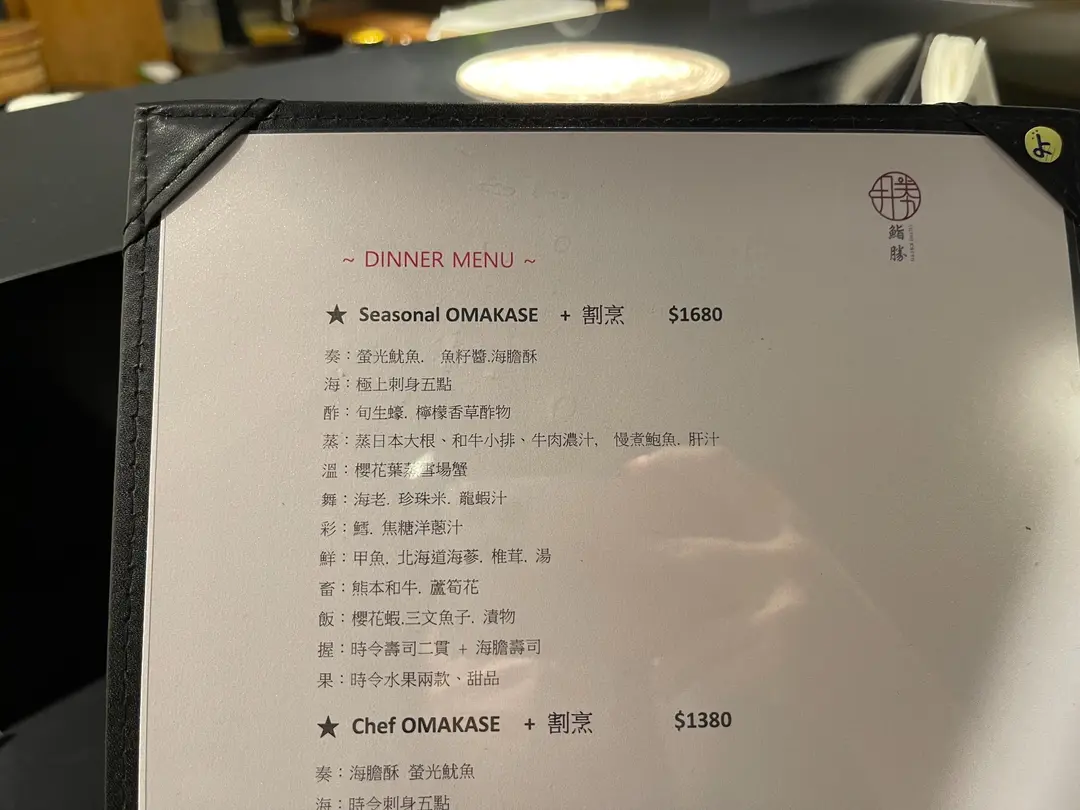 よ
勝
鮨勝
~ DINNER MENU ~
★ Seasonal OMAKASE + 割烹 $1680
奏：螢光魷魚. 魚籽醬.海膽酥
海：極上刺身五點
酢：旬生蠔. 檸檬香草酢物
蒸：蒸日本大根、和牛小排、牛肉濃汁, 慢煮鮑魚. 肝汁
溫：櫻花葉蒸雪場蟹
舞：海老. 珍珠米. 龍蝦汁
彩：鱈. 焦糖洋蔥汁
鮮：甲魚. 北海道海蔘. 椎茸. 湯
畜：熊本和牛. 蘆筍花
飯：櫻花蝦.三文魚子. 漬物
握：時令壽司二貫 + 海膽壽司
果：時令水果兩款、甜品
★ Chef OMAKASE + 割烹 $1380
奏：海膽酥 螢光魷魚
海：時令刺身五點